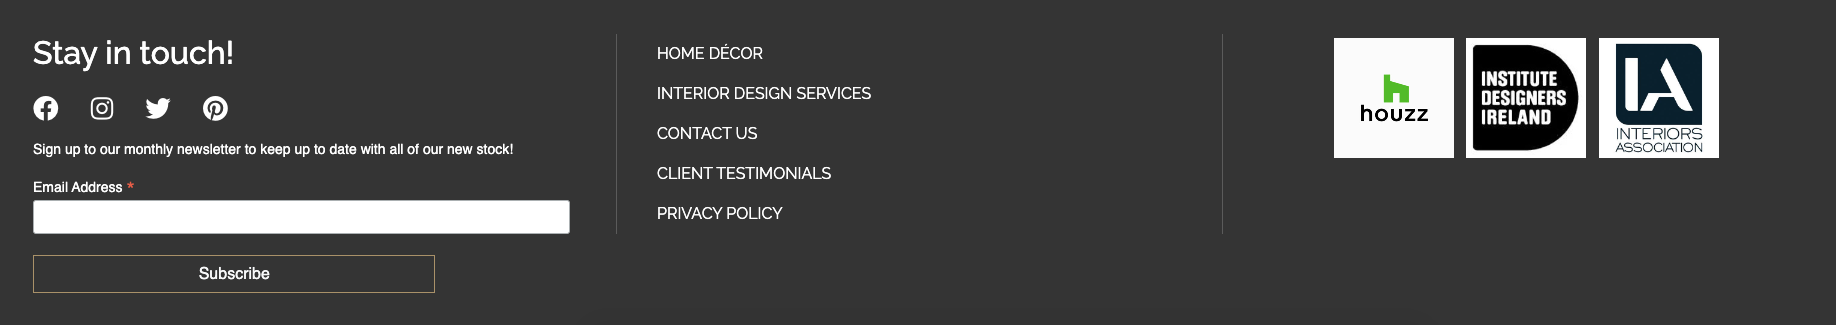 Stay in touch!
Sign up to our monthly newsletter to keep up to date with all of our new stock!
Email Address *
Subscribe
HOME DÉCOR
INTERIOR DESIGN SERVICES
CONTACT US
CLIENT TESTIMONIALS
PRIVACY POLICY
houzz
INSTITUTE
DESIGNERS
IRELAND
IA
INTERIORS
ASSOCIATION